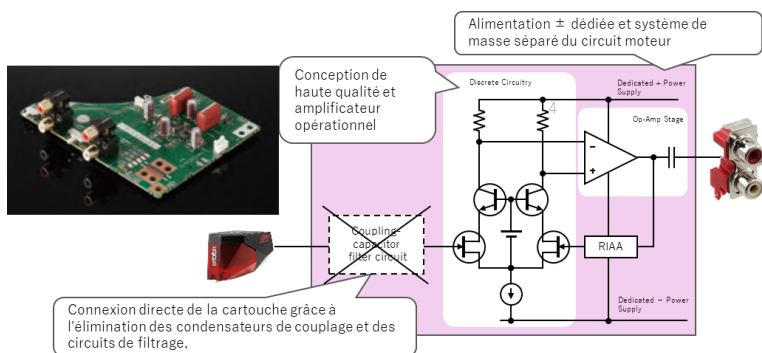 Alimentation ± dédiée et système de
masse séparé du circuit moteur
Conception de
haute qualité et
amplificateur
opérationnel
Discrete Circuitry
Dedicated + Power
Supply
4
Op-Amp Stage
−
+
Coupling-
capacitor
filter circuit
RIAA
Dedicated − Power
Supply
Connexion directe de la cartouche grâce à
l'élimination des condensateurs de couplage et des
circuits de filtrage,